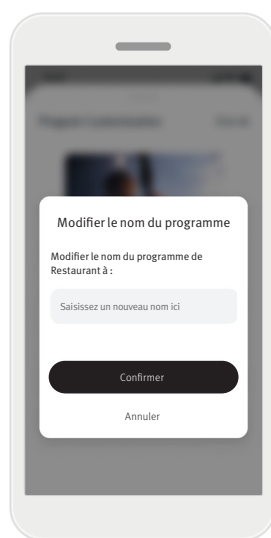 Modifier le nom du programme
Modifier le nom du programme de
Restaurant à :
Saisissez un nouveau nom ici
Confirmer
Annuler